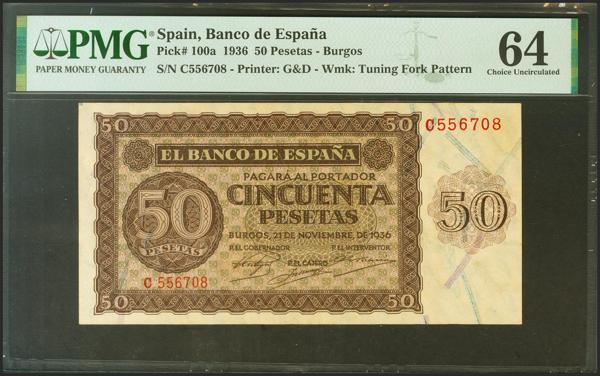 PMG
PAPER MONEY GUARANTY
Spain, Banco de España
Pick# 100a 1936 50 Pesetas - Burgos
S/N C556708 - Printer: G&D - Wmk: Tuning Fork Pattern
64
Choice Uncirculated
50
50
C556708
EL BANCO DE ESPAÑA
PAGARÁ AL PORTADOR
CINCUENTA
PESETAS
50
PESETAS
50
BURGOS, 21 DE NOVIEMBRE, DE 1936
P.EL GOBERNADOR
P.EL INTERVENTOR
P.EL CAJERO
C 556708
50
50